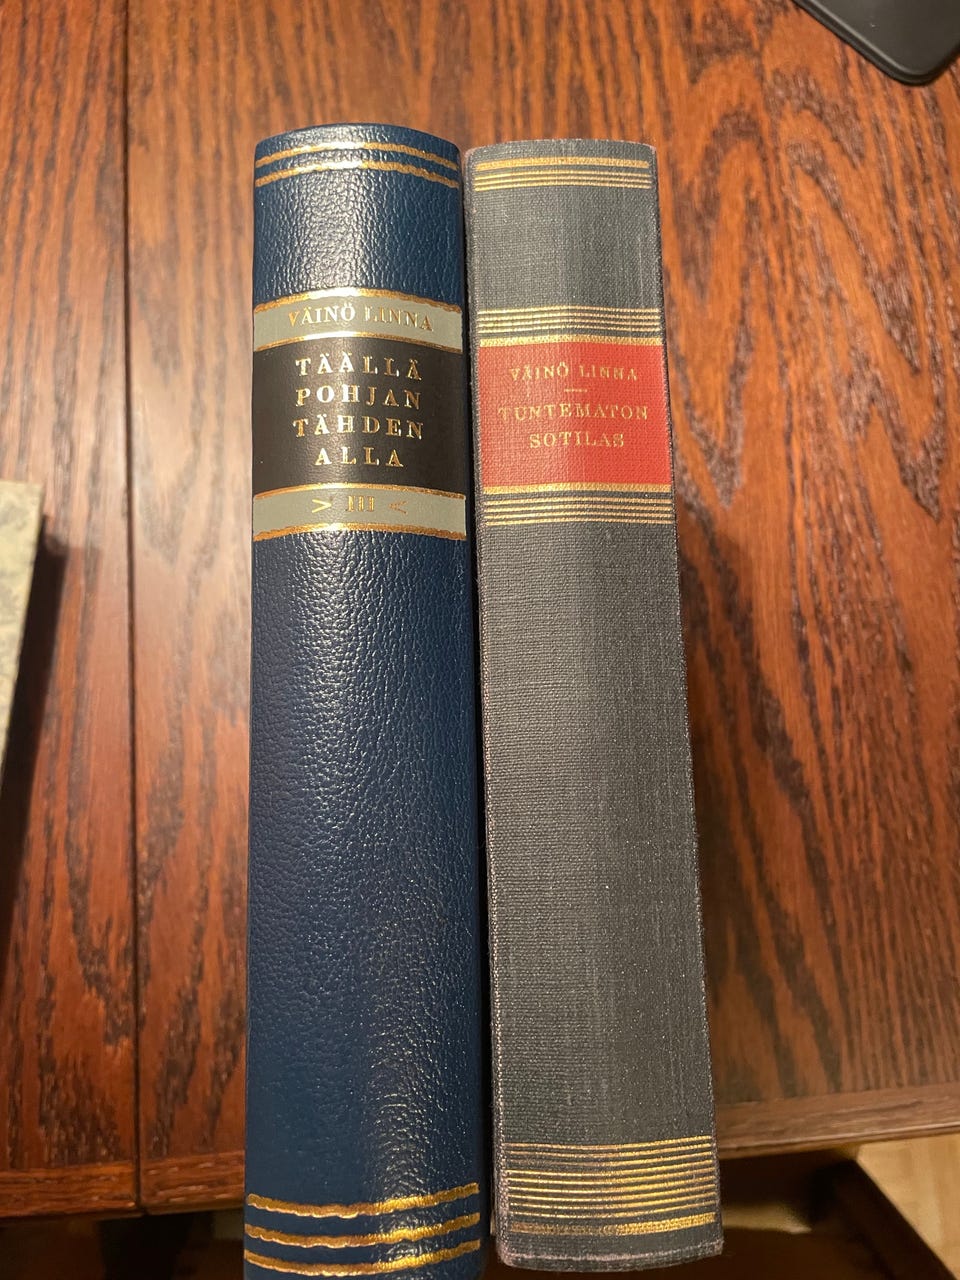 VÄINÖ LINNA
TÄÄLLÄ
POHJAN
TÄHDEN
ALLA
> III <
VÄINÖ LINNA
TUNTEMATON
SOTILAS